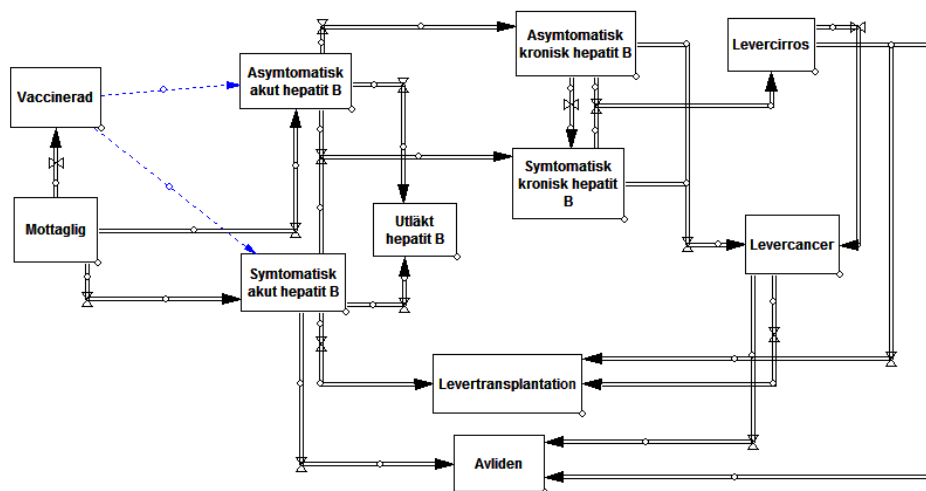 Asymtomatisk
kronisk hepatit B
Levercirros
Asymtomatisk
akut hepatit B
Vaccinerad
Symtomatisk
kronisk hepatit
B
Mottaglig
Utläkt
hepatit B
Levercancer
Symtomatisk
akut hepatit B
Levertransplantation
Avliden